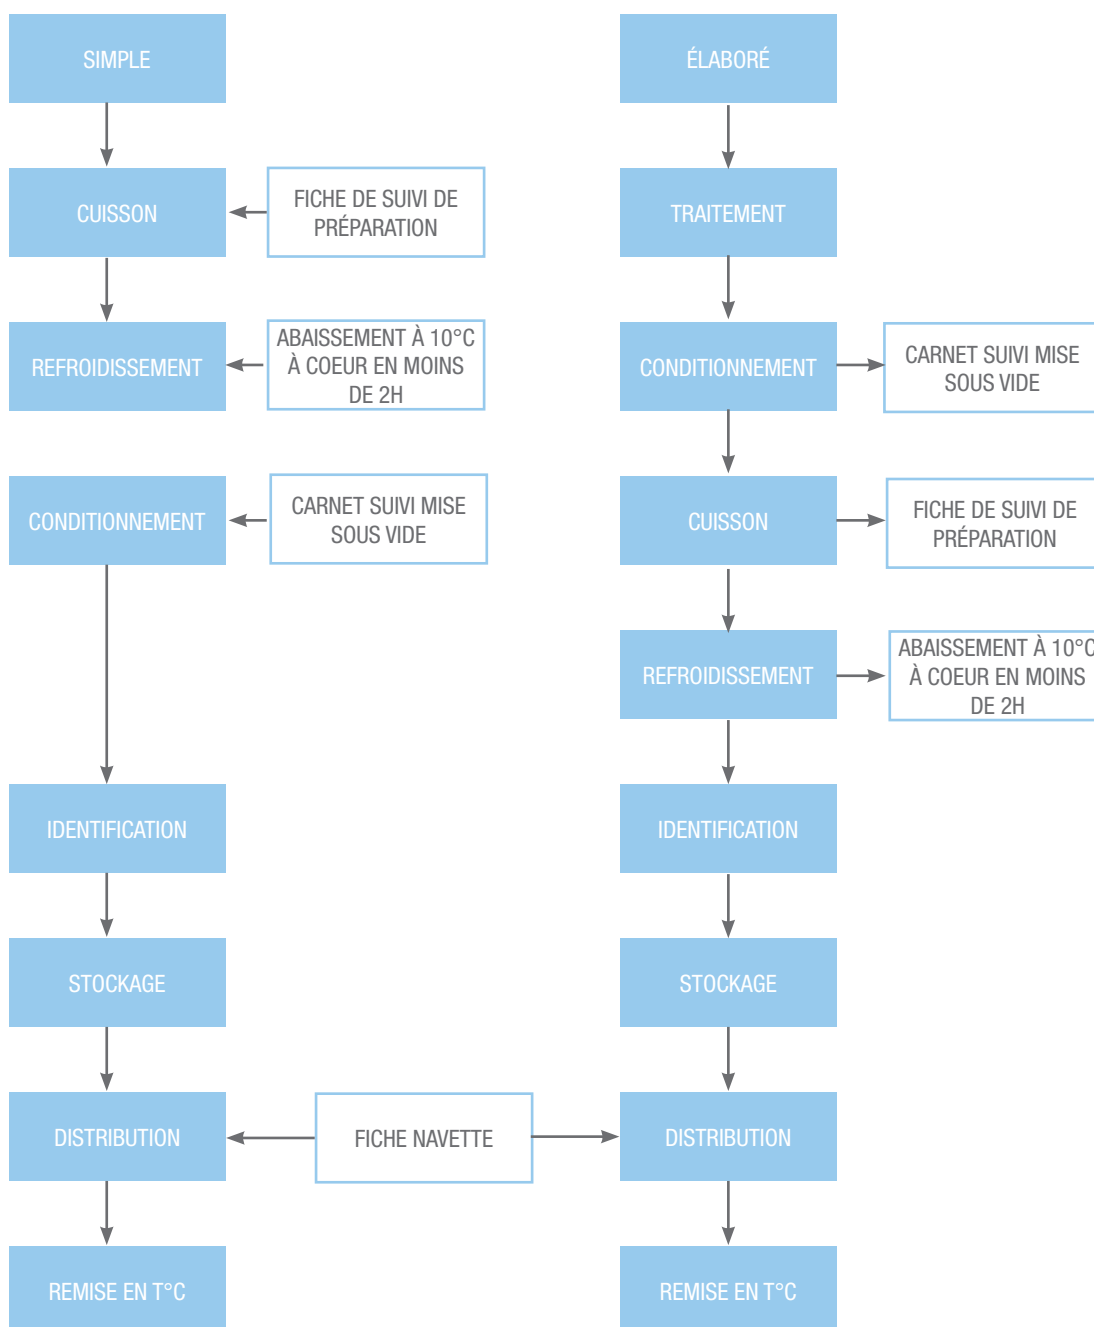 SIMPLE
CUISSON
FICHE DE SUIVI DE
PRÉPARATION
REFROIDISSEMENT
ABAISSEMENT À 10°C
À COEUR EN MOINS
DE 2H
CONDITIONNEMENT
CARNET SUIVI MISE
SOUS VIDE
IDENTIFICATION
STOCKAGE
DISTRIBUTION
FICHE NAVETTE
REMISE EN T°C
ÉLABORÉ
TRAITEMENT
CONDITIONNEMENT
CARNET SUIVI MISE
SOUS VIDE
CUISSON
FICHE DE SUIVI DE
PRÉPARATION
REFROIDISSEMENT
ABAISSEMENT À 10°C
À COEUR EN MOINS
DE 2H
IDENTIFICATION
STOCKAGE
DISTRIBUTION
REMISE EN T°C